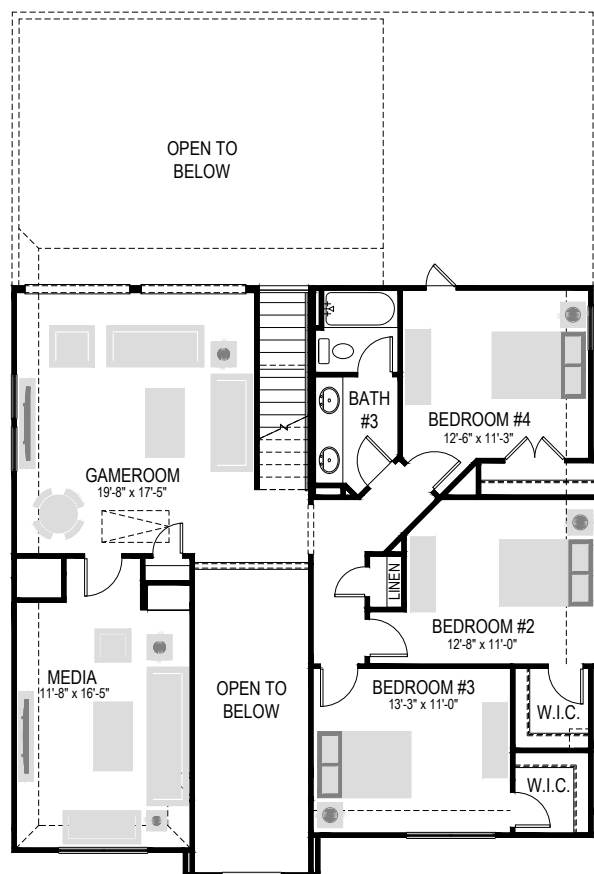 OPEN TO
BELOW
BATH
#3
BEDROOM #4
12'-6" x 11'-3"
GAMEROOM
19'-8" x 17'-5"
LINEN
BEDROOM #2
12'-8" x 11'-0"
MEDIA
11'-8" x 16'-5"
OPEN TO
BELOW
BEDROOM #3
13'-3" x 11'-0"
W.I.C.
W.I.C.